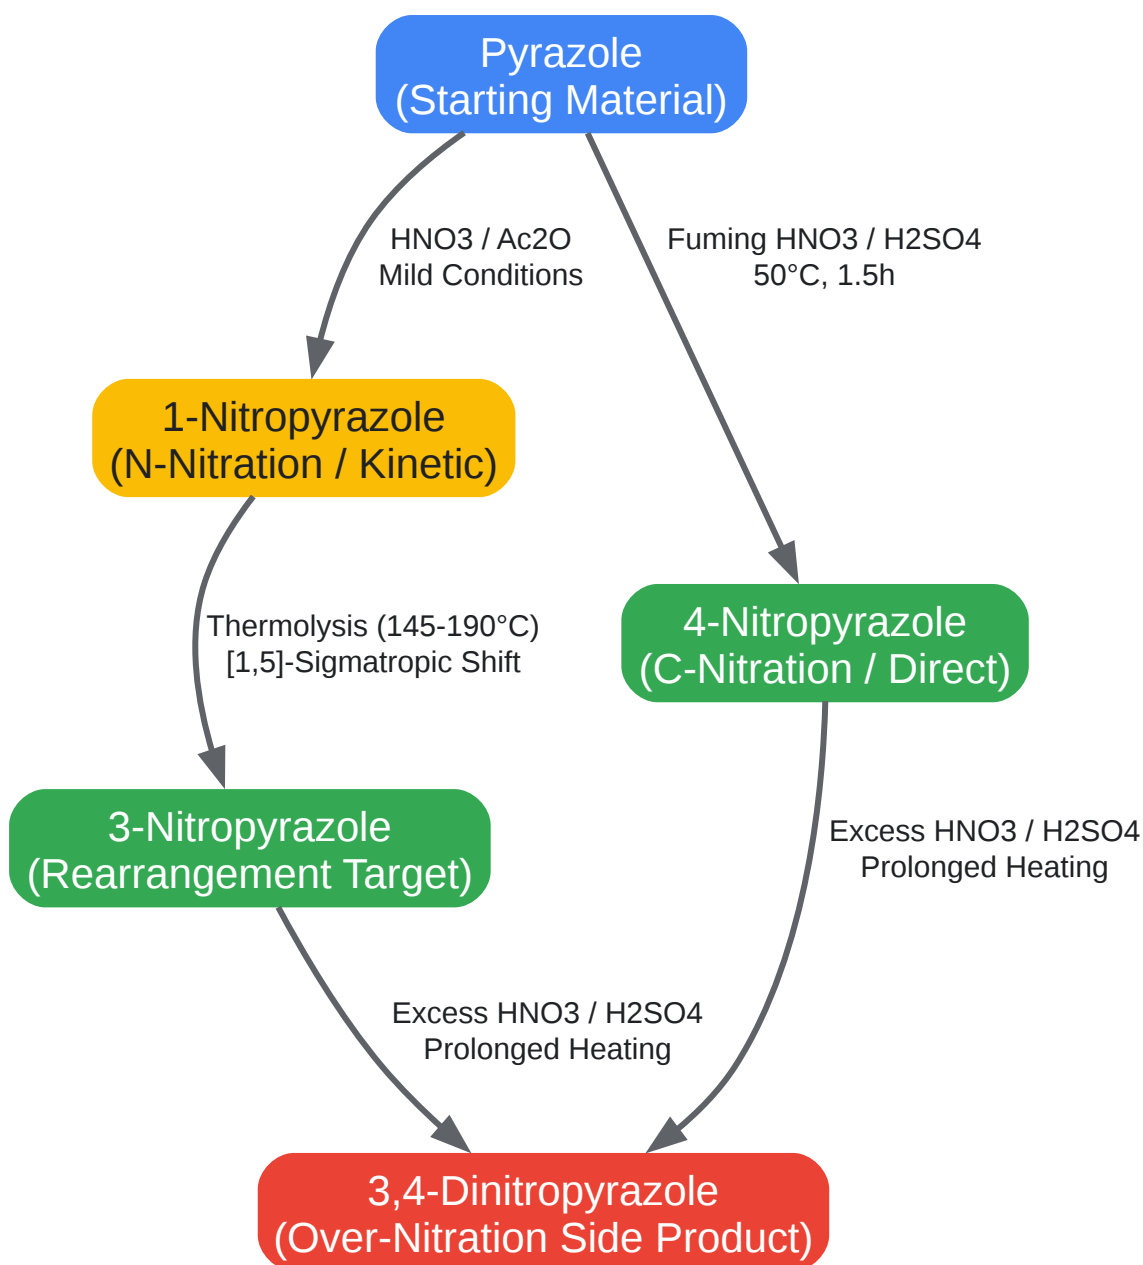 Pyrazole
(Starting Material)
HNO3 / Ac2O
Mild Conditions
Fuming HNO3 / H2SO4
50°C, 1.5h
1-Nitropyrazole
(N-Nitration / Kinetic)
Thermolysis (145-190°C)
[1,5]-Sigmatropic Shift
4-Nitropyrazole
(C-Nitration / Direct)
3-Nitropyrazole
(Rearrangement Target)
Excess HNO3 / H2SO4
Prolonged Heating
Excess HNO3 / H2SO4
Prolonged Heating
3,4-Dinitropyrazole
(Over-Nitration Side Product)